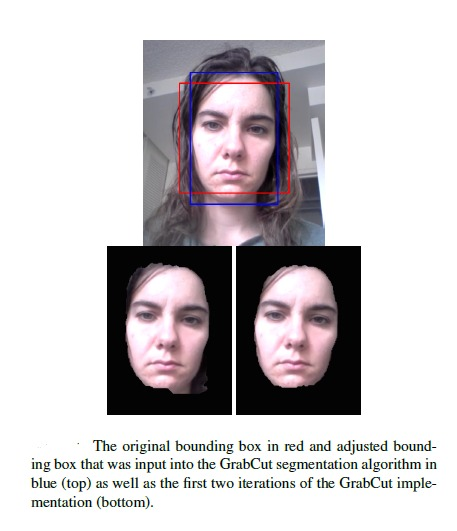 The original bounding box in red and adjusted bound-
ing box that was input into the GrabCut segmentation algorithm in
blue (top) as well as the first two iterations of the GrabCut imple-
mentation (bottom).